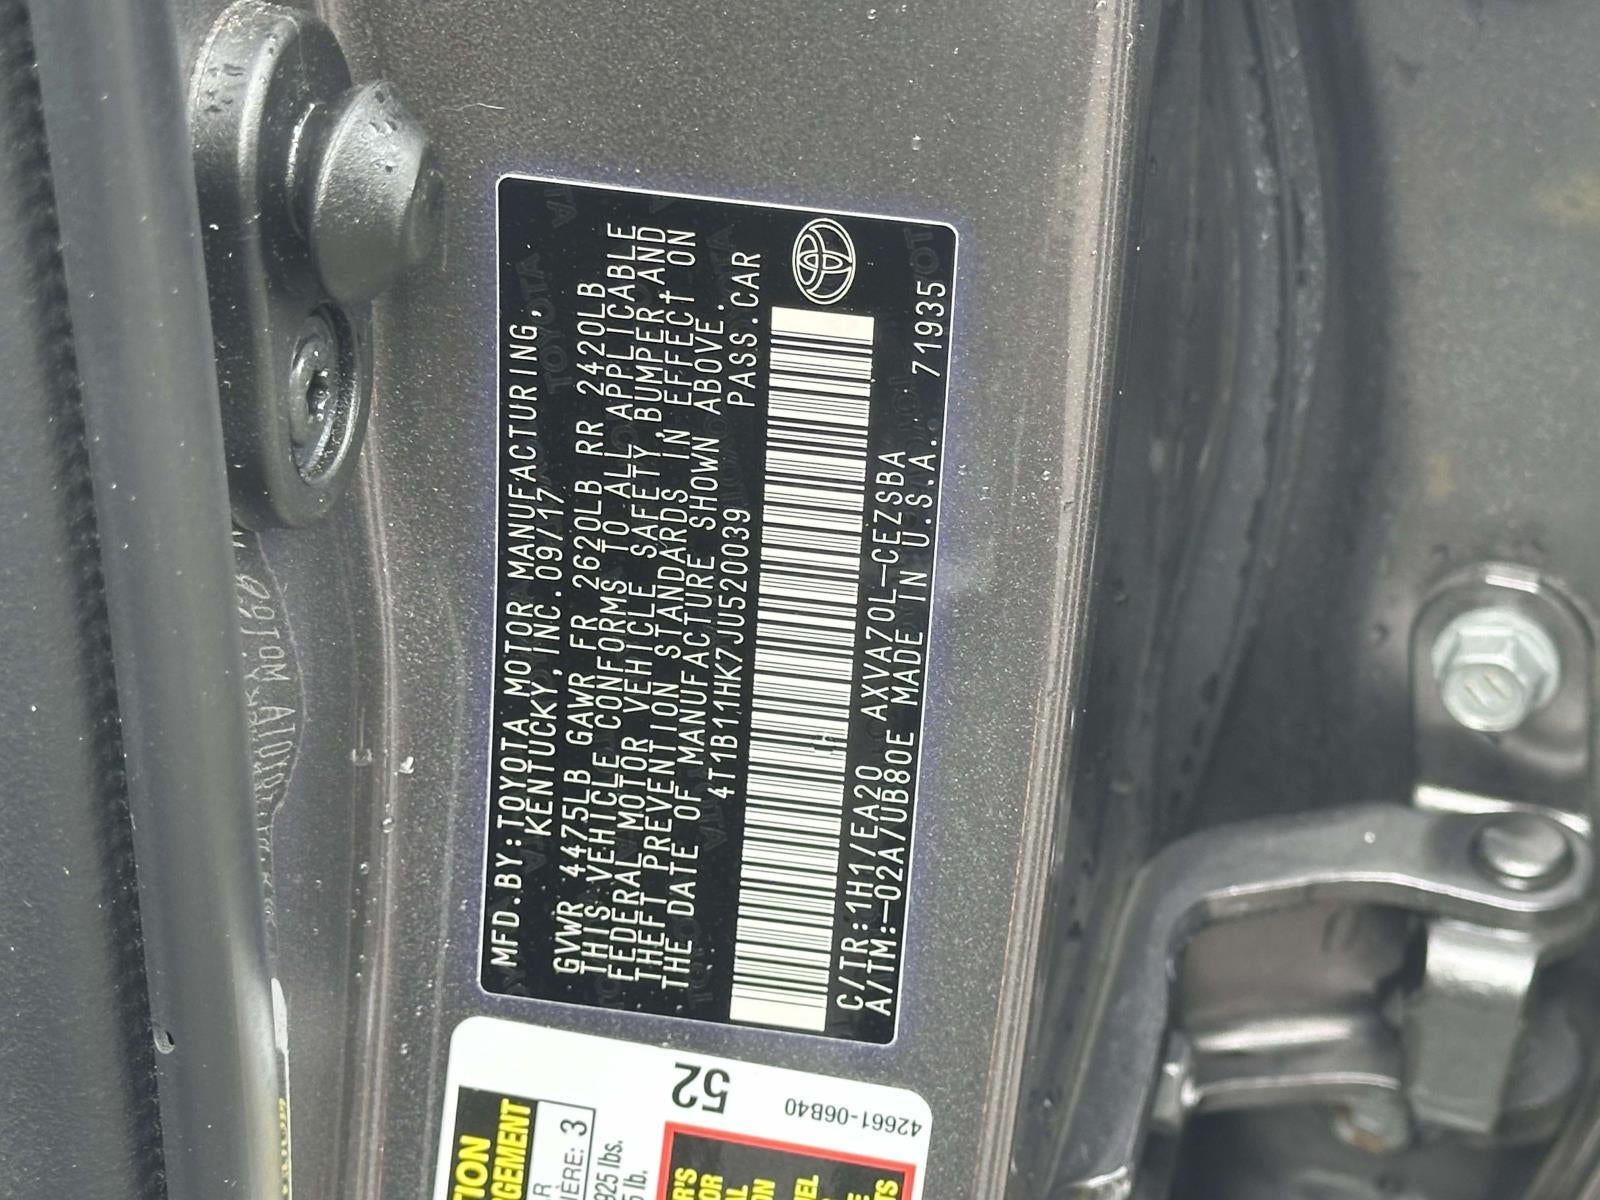 MFD.BY:TOYOTA MOTOR MANUFACTURING,
KENTUCKY, INC.09/17
GVWR 4475LB GAWR FR 2620LB RR 2420LB
THIS VEHICLE CONFORMS TO ALL APPLICABLE
FEDERAL MOTOR VEHICLE SAFETY, BUMPER, AND
THEFT PREVENTION STANDARDS IN EFFECT ON
THE DATE OF MANUFACTURE SHOWN ABOVE.
4T1B11HK7JU520039 PASS.CAR
C/TR:1H1/EA20 AXVA70L-CEZSBA
A/TM:-02A/UB80E MADE IN U.S.A. 71935
52
42661-06B40
3